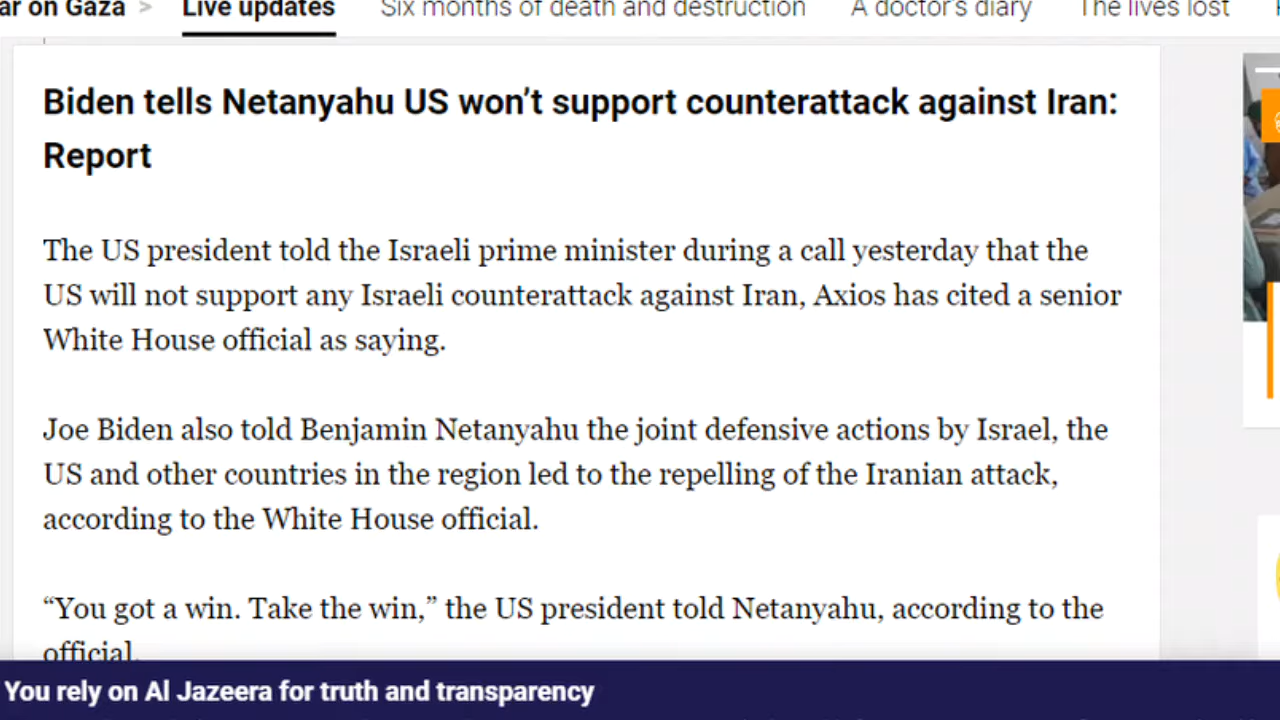 ar on Gaza > Live updates Six months of death and destruction A doctor's diary The lives lost
Biden tells Netanyahu US won't support counterattack against Iran:
Report
The US president told the Israeli prime minister during a call yesterday that the
US will not support any Israeli counterattack against Iran, Axios has cited a senior
White House official as saying.
Joe Biden also told Benjamin Netanyahu the joint defensive actions by Israel, the
US and other countries in the region led to the repelling of the Iranian attack,
according to the White House official.
“You got a win. Take the win,” the US president told Netanyahu, according to the
official.
You rely on Al Jazeera for truth and transparency